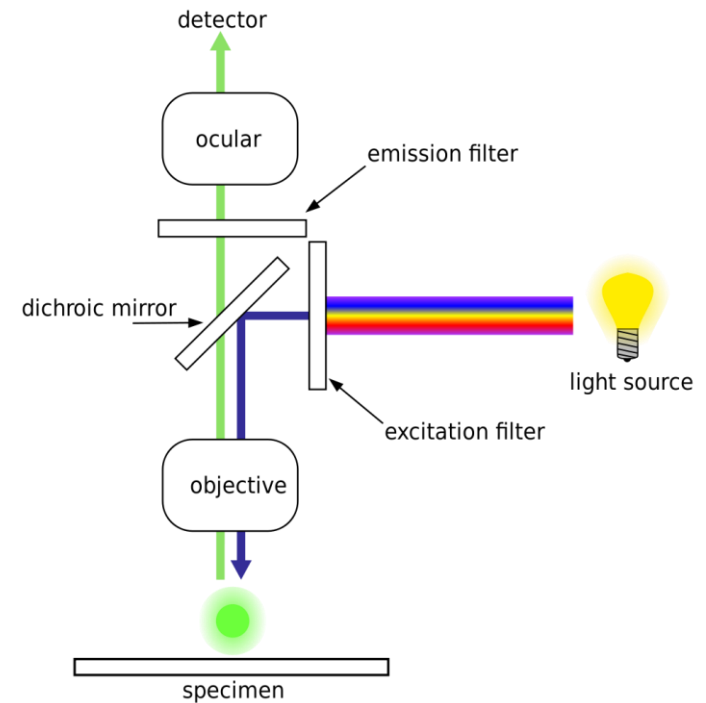 detector
ocular
emission filter
dichroic mirror
light source
excitation filter
objective
specimen